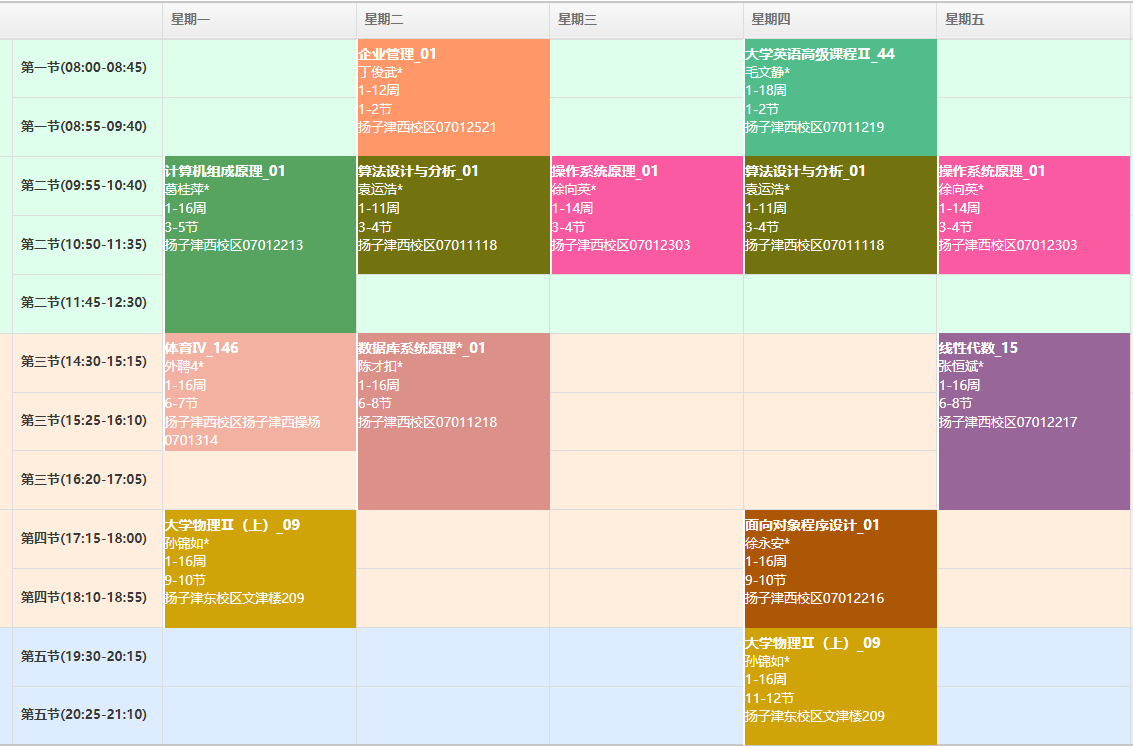 星期一
星期二
星期三
星期四
星期五
第一节(08:00-08:45)
企业管理_01
丁俊武*
1-12周
1-2节
扬子津西校区07012521
大学英语高级课程Ⅱ_44
毛文静*
1-18周
1-2节
扬子津西校区07011219
第一节(08:55-09:40)
第二节(09:55-10:40)
计算机组成原理_01
葛桂萍*
1-16周
3-5节
扬子津西校区07012213
算法设计与分析_01
袁运浩*
1-11周
3-4节
扬子津西校区07011118
操作系统原理_01
徐向英*
1-14周
3-4节
扬子津西校区07012303
算法设计与分析_01
袁运浩*
1-11周
3-4节
扬子津西校区07011118
操作系统原理_01
徐向英*
1-14周
3-4节
扬子津西校区07012303
第二节(10:50-11:35)
第二节(11:45-12:30)
第三节(14:30-15:15)
体育Ⅳ_146
外聘4*
1-16周
6-7节
扬子津西校区扬子津西操场
0701314
数据库系统原理*_01
陈才扣*
1-16周
6-8节
扬子津西校区07011218
线性代数_15
张恒斌*
1-16周
6-8节
扬子津西校区07012217
第三节(15:25-16:10)
第三节(16:20-17:05)
第四节(17:15-18:00)
大学物理Ⅱ（上）_09
孙锦如*
1-16周
9-10节
扬子津东校区文津楼209
面向对象程序设计_01
徐永安*
1-16周
9-10节
扬子津西校区07012216
第四节(18:10-18:55)
第五节(19:30-20:15)
大学物理Ⅱ（上）_09
孙锦如*
1-16周
11-12节
扬子津东校区文津楼209
第五节(20:25-21:10)